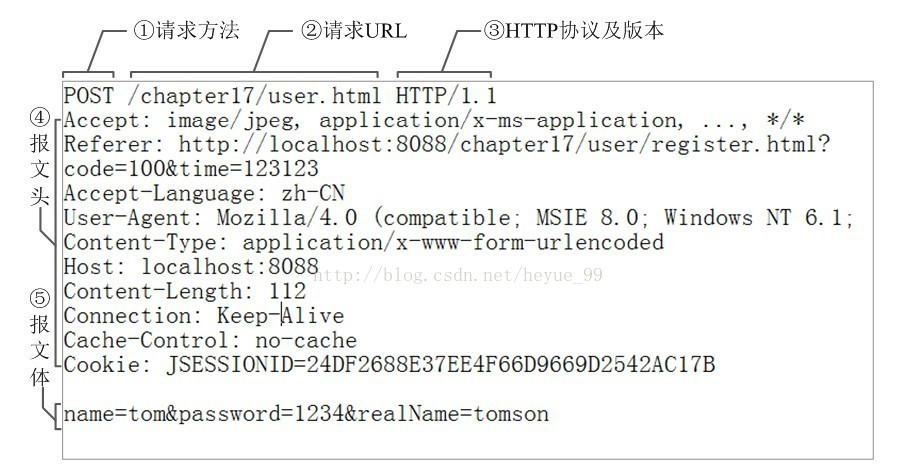 ①请求方法
②请求URL
③HTTP协议及版本
POST /chapter17/user.html HTTP/1.1
④报文头
Accept: image/jpeg, application/x-ms-application, ..., */*
Referer: http://localhost:8088/chapter17/user/register.html?
code=100&time=123123
Accept-Language: zh-CN
User-Agent: Mozilla/4.0 (compatible; MSIE 8.0; Windows NT 6.1;
Content-Type: application/x-www-form-urlencoded
Host: localhost:8088
http://blog.csdn.net/heyue_99
Content-Length: 112
Connection: Keep-Alive
Cache-Control: no-cache
Cookie: JSESSIONID=24DF2688E37EE4F66D9669D2542AC17B
⑤报文体
name=tom&password=1234&realName=tomson